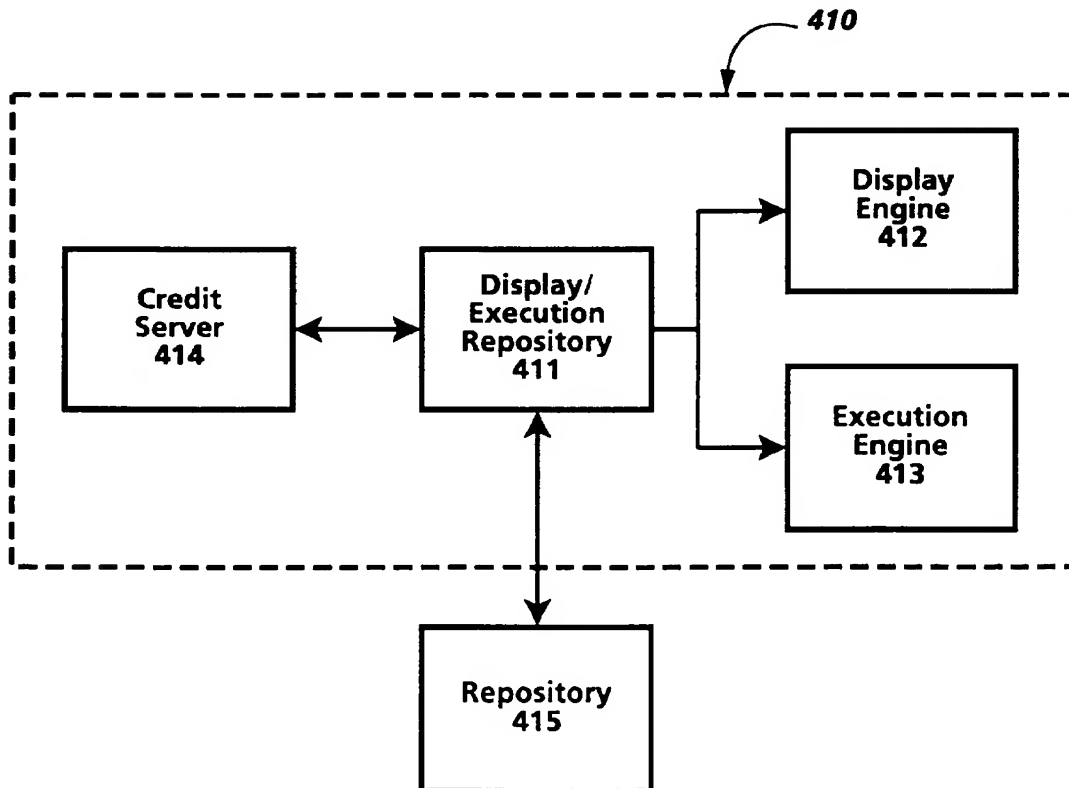 410
Display
Engine
412
Credit
Server
414
Display/
Execution
Repository
411
Execution
Engine
413
Repository
415